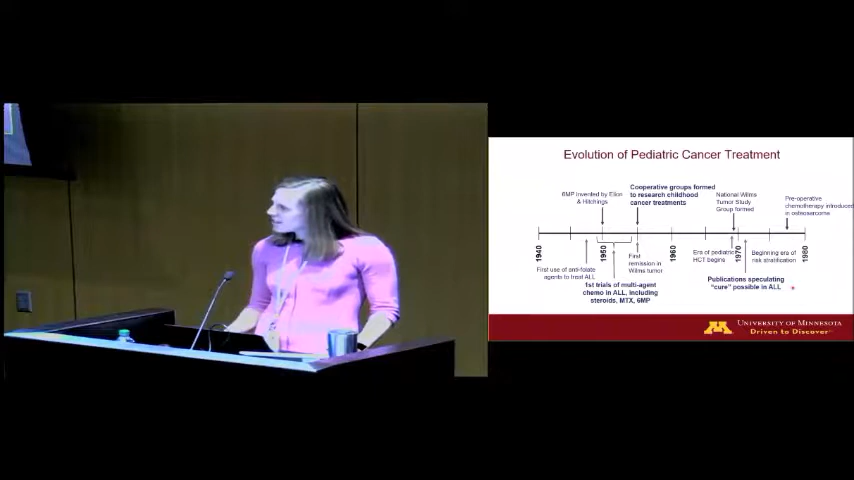 Evolution of Pediatric Cancer Treatment
6MP invented by Elion
& Hitchings
Cooperative groups formed
to research childhood
cancer treatments
National Wilms
Tumor Study
Group formed
Pre-operative
chemotherapy introduced
in osteosarcoma
1940
1950
1960
1970
1980
First use of anti-folate
agents to treat ALL
1st trials of multi-agent
chemo in ALL, including
steroids, MTX, 6MP
First
remission in
Wilms tumor
Era of pediatric
HCT begins
Beginning era of
risk stratification
Publications speculating
"cure" possible in ALL
M
University of Minnesota
Driven to Discover